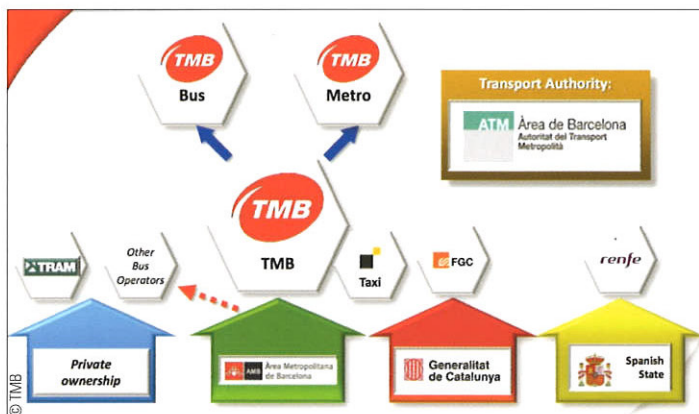 TMB
Bus
TMB
Metro
Transport Authority:
ATM Àrea de Barcelona
Autoritat del Transport
Metropolità
TMB
TMB
TRAM
Other
Bus
Operators
Taxi
FGC
renfe
Private
ownership
AMB Àrea Metropolitana
de Barcelona
Generalitat
de Catalunya
Spanish
State
© TMB